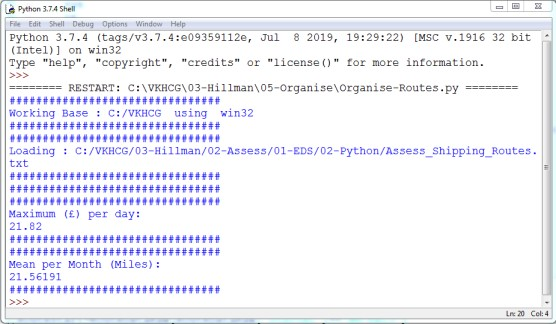 Python 3.7.4 Shell
File Edit Shell Debug Options Window Help
Python 3.7.4 (tags/v3.7.4:e09359112e, Jul  8 2019, 19:29:22) [MSC v.1916 32 bit
(Intel)] on win32
Type "help", "copyright", "credits" or "license()" for more information.
>>>
======== RESTART: C:\VKHCG\03-Hillman\05-Organise\Organise-Routes.py ========
################################
Working Base : C:/VKHCG  using  win32
################################
################################
Loading : C:/VKHCG/03-Hillman/02-Assess/01-EDS/02-Python/Assess_Shipping_Routes.
txt
################################
################################
################################
Maximum (£) per day:
21.82
################################
################################
Mean per Month (Miles):
21.56191
################################
>>>
Ln: 20 Col: 4